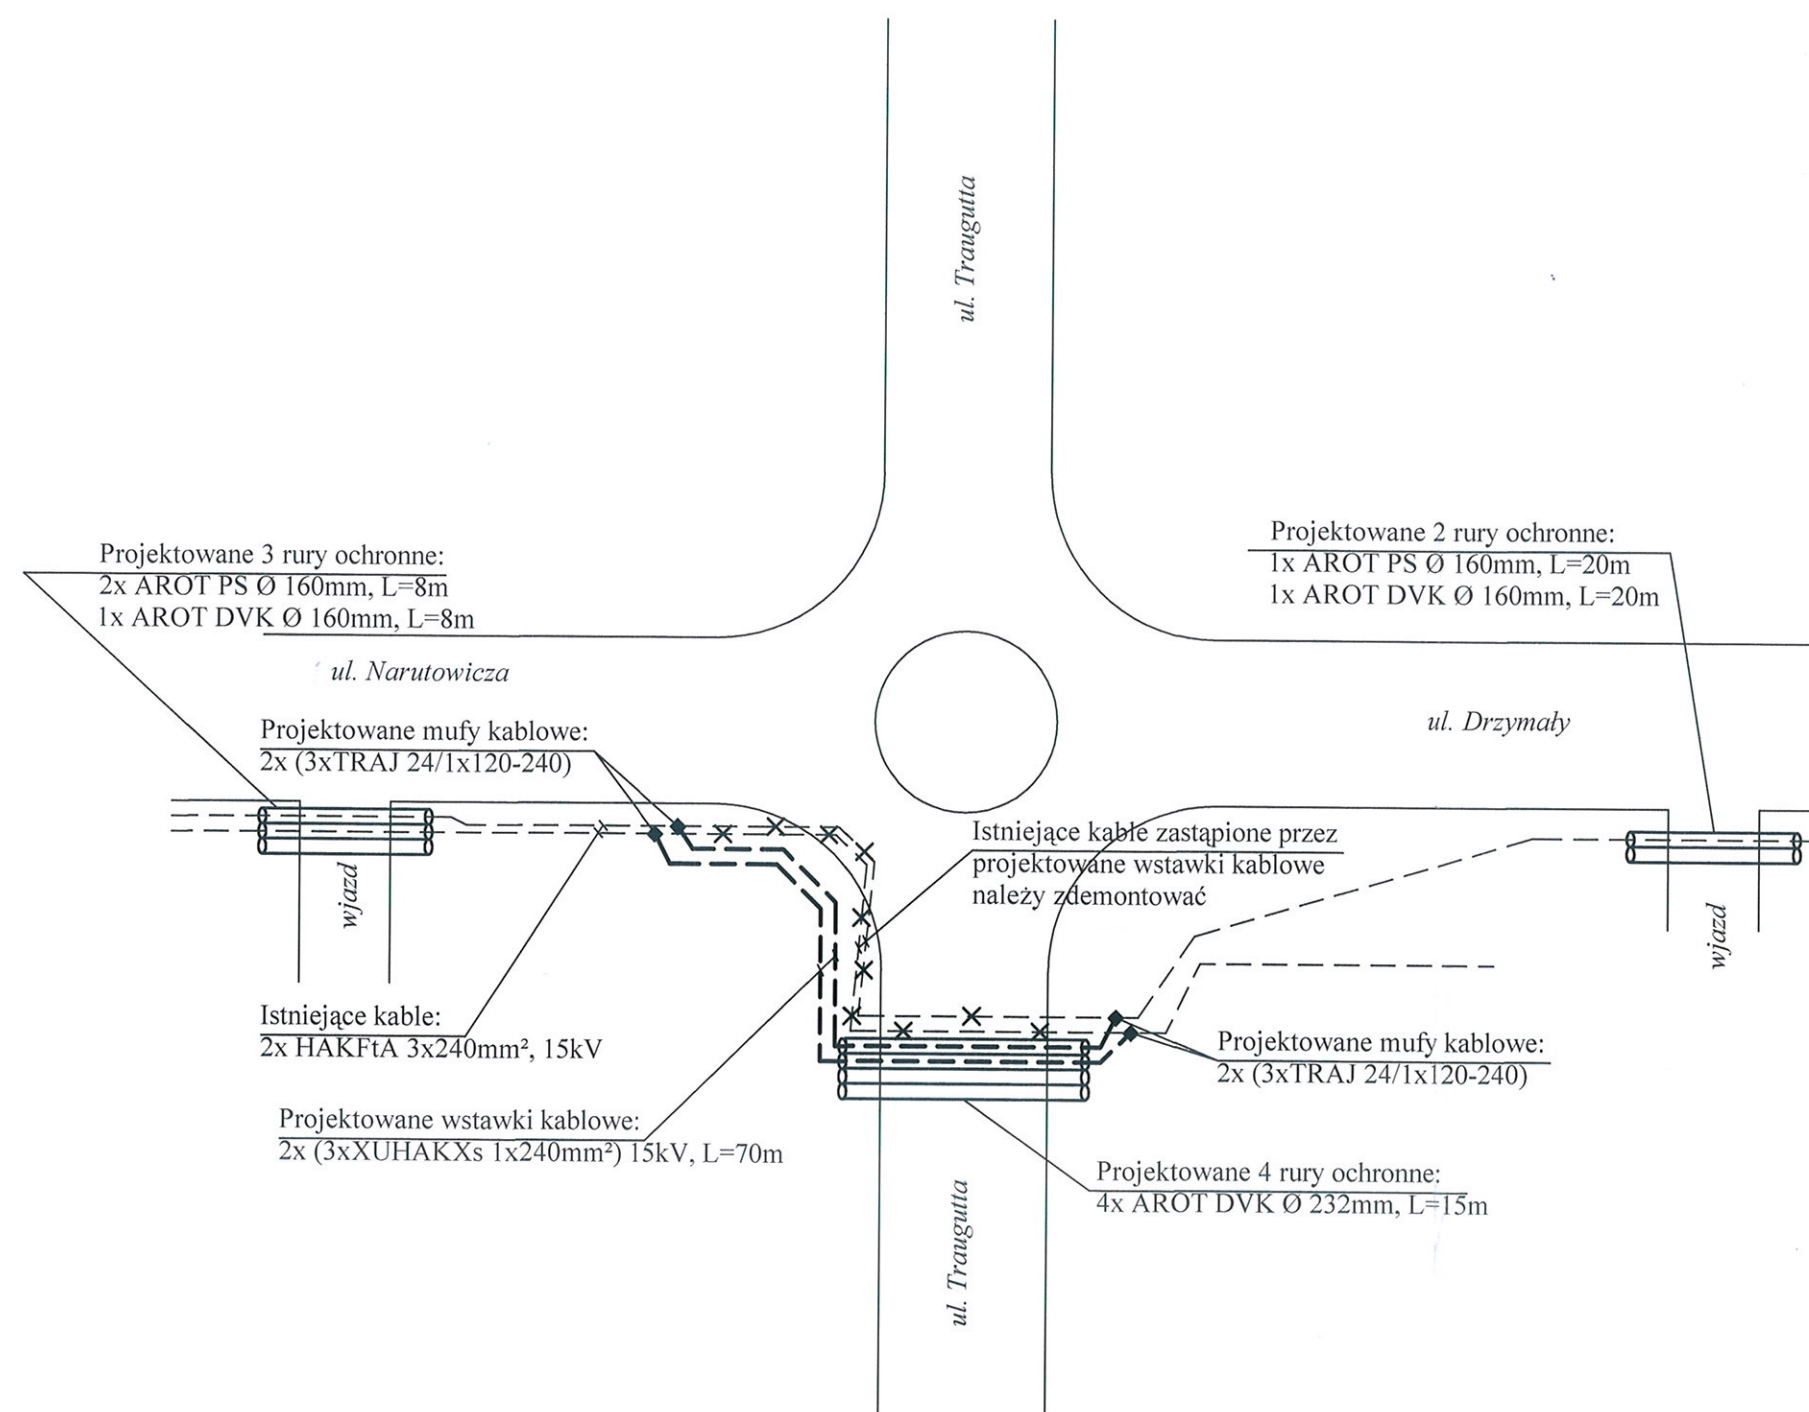 ul. Traugutta
Projektowane 3 rury ochronne:
2x AROT PS Ø 160mm, L=8m
1x AROT DVK Ø 160mm, L=8m
Projektowane 2 rury ochronne:
1x AROT PS Ø 160mm, L=20m
1x AROT DVK Ø 160mm, L=20m
ul. Narutowicza
ul. Drzymały
Projektowane mufy kablowe:
2x (3xTRAJ 24/1x120-240)
Istniejące kable zastąpione przez
projektowane wstawki kablowe
należy zdemontować
wjazd
wjazd
Istniejące kable:
2x HAKFtA 3x240mm², 15kV
Projektowane mufy kablowe:
2x (3xTRAJ 24/1x120-240)
Projektowane wstawki kablowe:
2x (3xXUHAKXs 1x240mm²) 15kV, L=70m
Projektowane 4 rury ochronne:
4x AROT DVK Ø 232mm, L=15m
ul. Traugutta